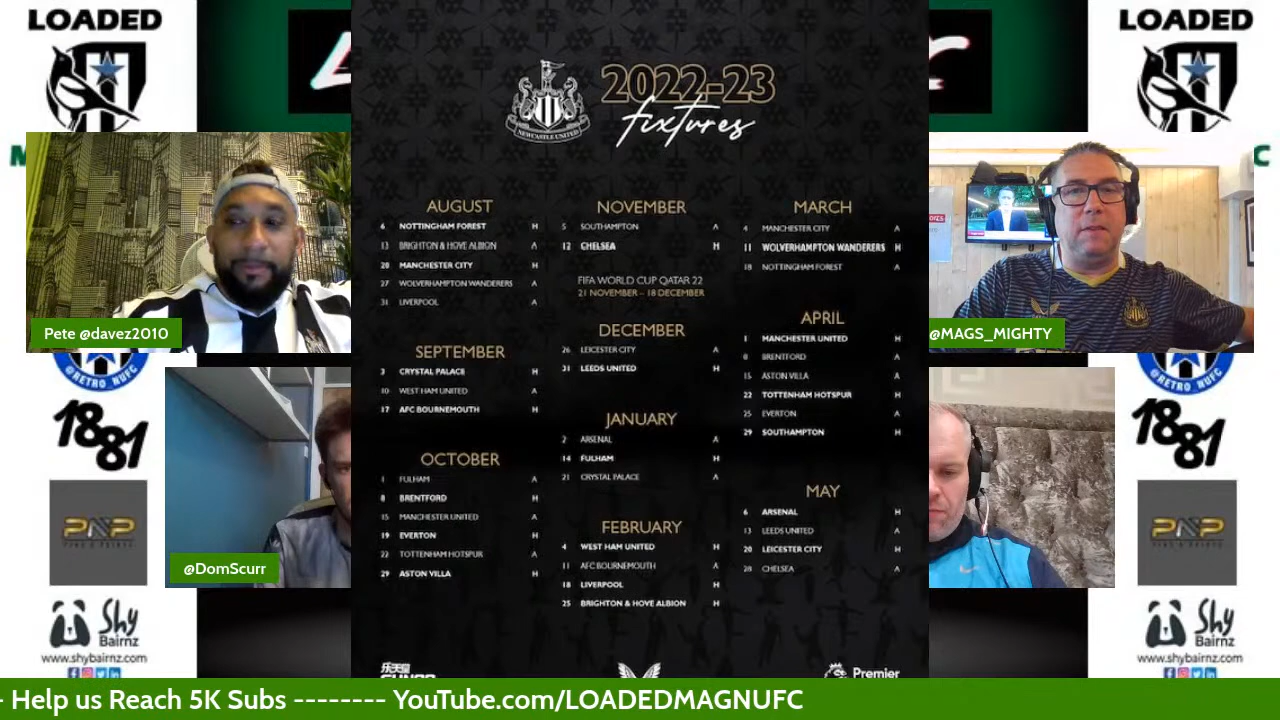 LOADED
LOADED
2022-23
fixtures
NEWCASTLE UNITED
AUGUST
6 NOTTINGHAM FOREST H
13 BRIGHTON & HOVE ALBION A
20 MANCHESTER CITY H
27 WOLVERHAMPTON WANDERERS A
31 LIVERPOOL A
SEPTEMBER
3 CRYSTAL PALACE H
10 WEST HAM UNITED A
17 AFC BOURNEMOUTH H
OCTOBER
1 FULHAM A
8 BRENTFORD H
15 MANCHESTER UNITED A
19 EVERTON H
22 TOTTENHAM HOTSPUR A
29 ASTON VILLA H
NOVEMBER
5 SOUTHAMPTON A
12 CHELSEA H
FIFA WORLD CUP QATAR 22
21 NOVEMBER - 18 DECEMBER
DECEMBER
26 LEICESTER CITY A
31 LEEDS UNITED H
JANUARY
2 ARSENAL A
14 FULHAM H
21 CRYSTAL PALACE A
FEBRUARY
4 WEST HAM UNITED H
11 AFC BOURNEMOUTH A
18 LIVERPOOL H
25 BRIGHTON & HOVE ALBION H
MARCH
4 MANCHESTER CITY A
11 WOLVERHAMPTON WANDERERS H
18 NOTTINGHAM FOREST A
APRIL
1 MANCHESTER UNITED H
8 BRENTFORD A
15 ASTON VILLA A
22 TOTTENHAM HOTSPUR H
25 EVERTON A
29 SOUTHAMPTON H
MAY
6 ARSENAL H
13 LEEDS UNITED A
20 LEICESTER CITY H
28 CHELSEA A
Premier
Pete @davez2010
@MAGS_MIGHTY
@DomScurr
@RETRO_NUFC
@RETRO_NUFC
1881
1881
PNP
PNP
Shy
Bairnz
www.shybairnz.com
Shy
Bairnz
www.shybairnz.com
- Help us Reach 5K Subs -------- YouTube.com/LOADEDMAGNUFC